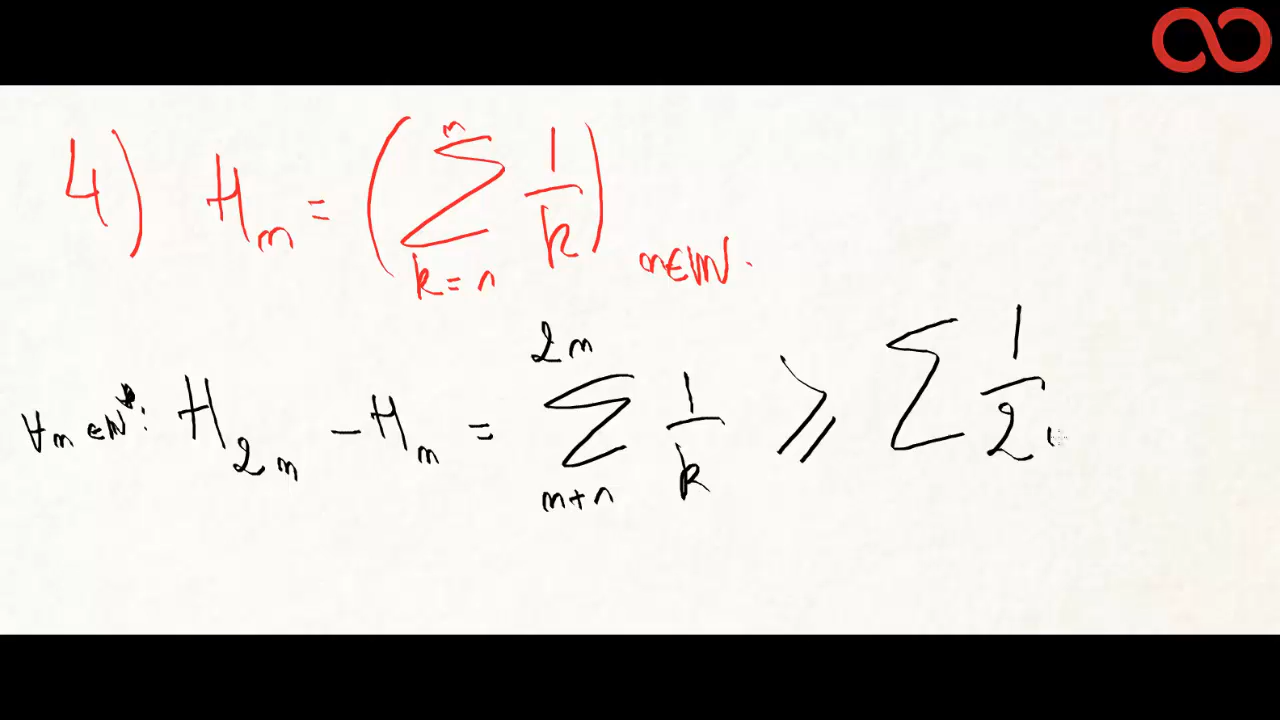 4) H_n = (∑_{k=1}^{n} 1/k)_{n∈ℕ}.
∀n∈ℕ*: H_{2n} − H_n = ∑_{n+1}^{2n} 1/k ⩾ ∑ 1/2